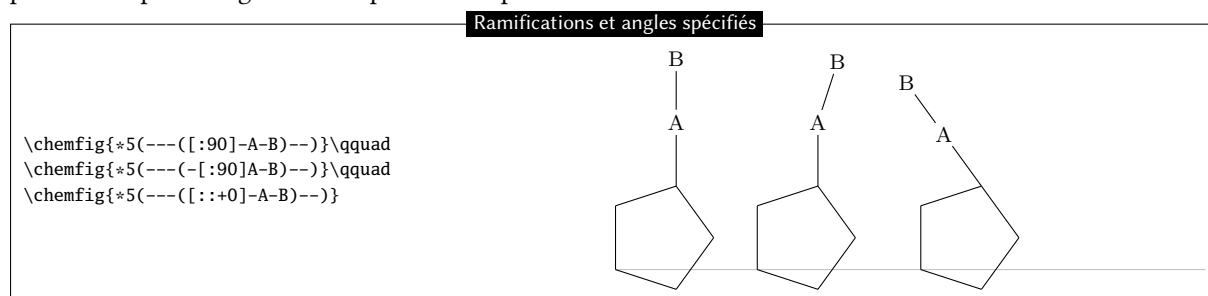 Ramifications et angles spécifiés
\chemfig{*5(---([:90]-A-B)--)}\qquad
\chemfig{*5(---(-[:90]A-B)--)}\qquad
\chemfig{*5(---([::+0]-A-B)--)}
B
A
B
A
B
A